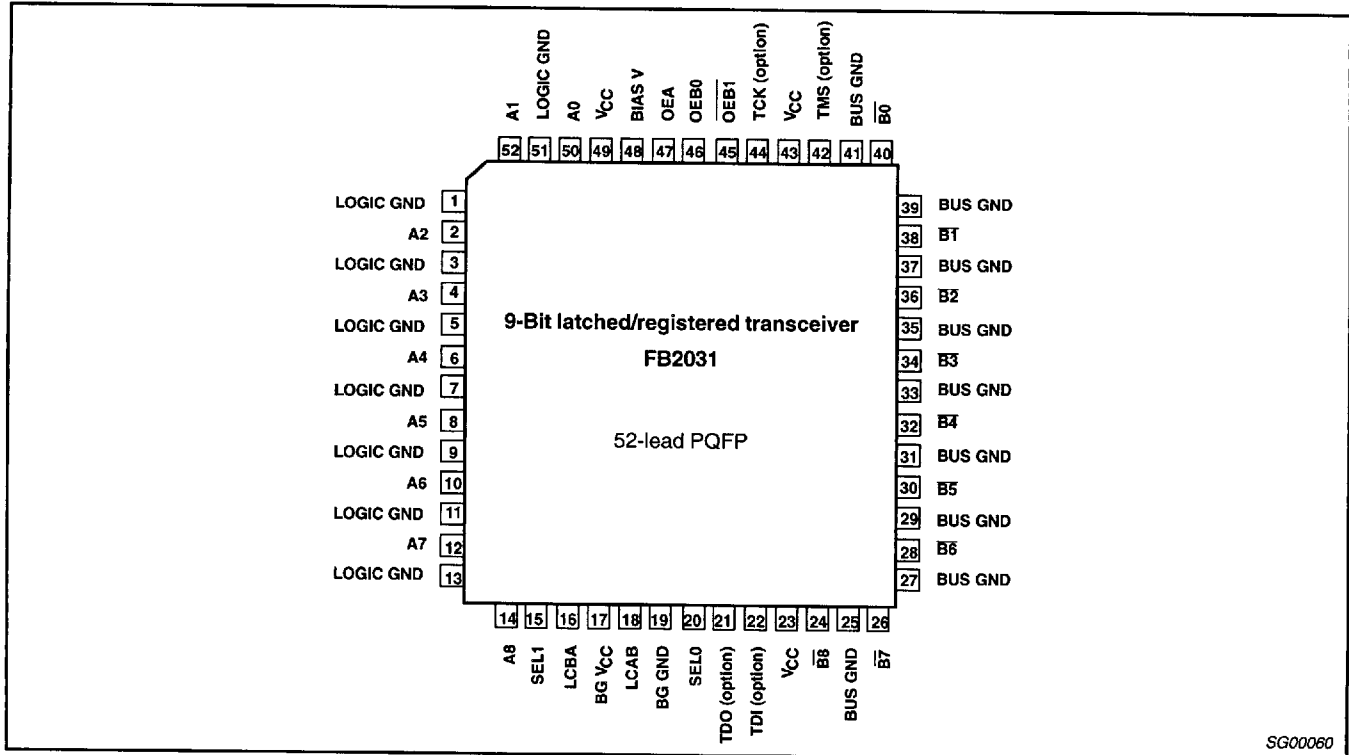 A1 LOGIC GND A0 VCC BIAS V OEA OEB0 OEB1 TCK (option) VCC TMS (option) BUS GND B0
52 51 50 49 48 47 46 45 44 43 42 41 40
LOGIC GND 1
A2 2
LOGIC GND 3
A3 4
LOGIC GND 5
A4 6
LOGIC GND 7
A5 8
LOGIC GND 9
A6 10
LOGIC GND 11
A7 12
LOGIC GND 13
9-Bit latched/registered transceiver
FB2031
52-lead PQFP
39 BUS GND
38 B1
37 BUS GND
36 B2
35 BUS GND
34 B3
33 BUS GND
32 B4
31 BUS GND
30 B5
29 BUS GND
28 B6
27 BUS GND
14 15 16 17 18 19 20 21 22 23 24 25 26
A8 SEL1 LCBA BG VCC LCAB BG GND SEL0 TDO (option) TDI (option) VCC B8 BUS GND B7
SG00060